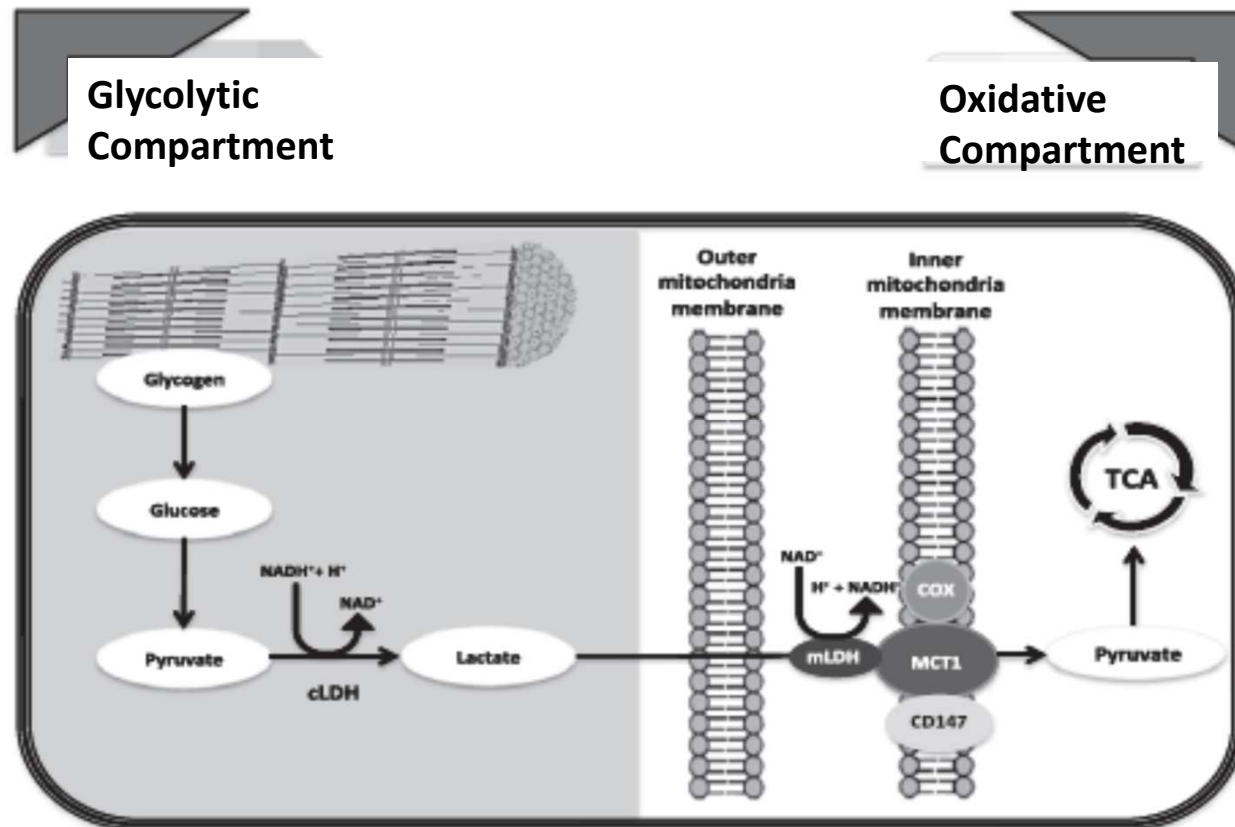 Glycolytic
Compartment
Oxidative
Compartment
Outer
mitochondria
membrane
Inner
mitochondria
membrane
Glycogen
Glucose
NADH⁺+ H⁺
NAD⁺
Pyruvate
cLDH
Lactate
NAD⁺
H⁺ + NADH
mLDH
COX
MCT1
CD147
Pyruvate
TCA